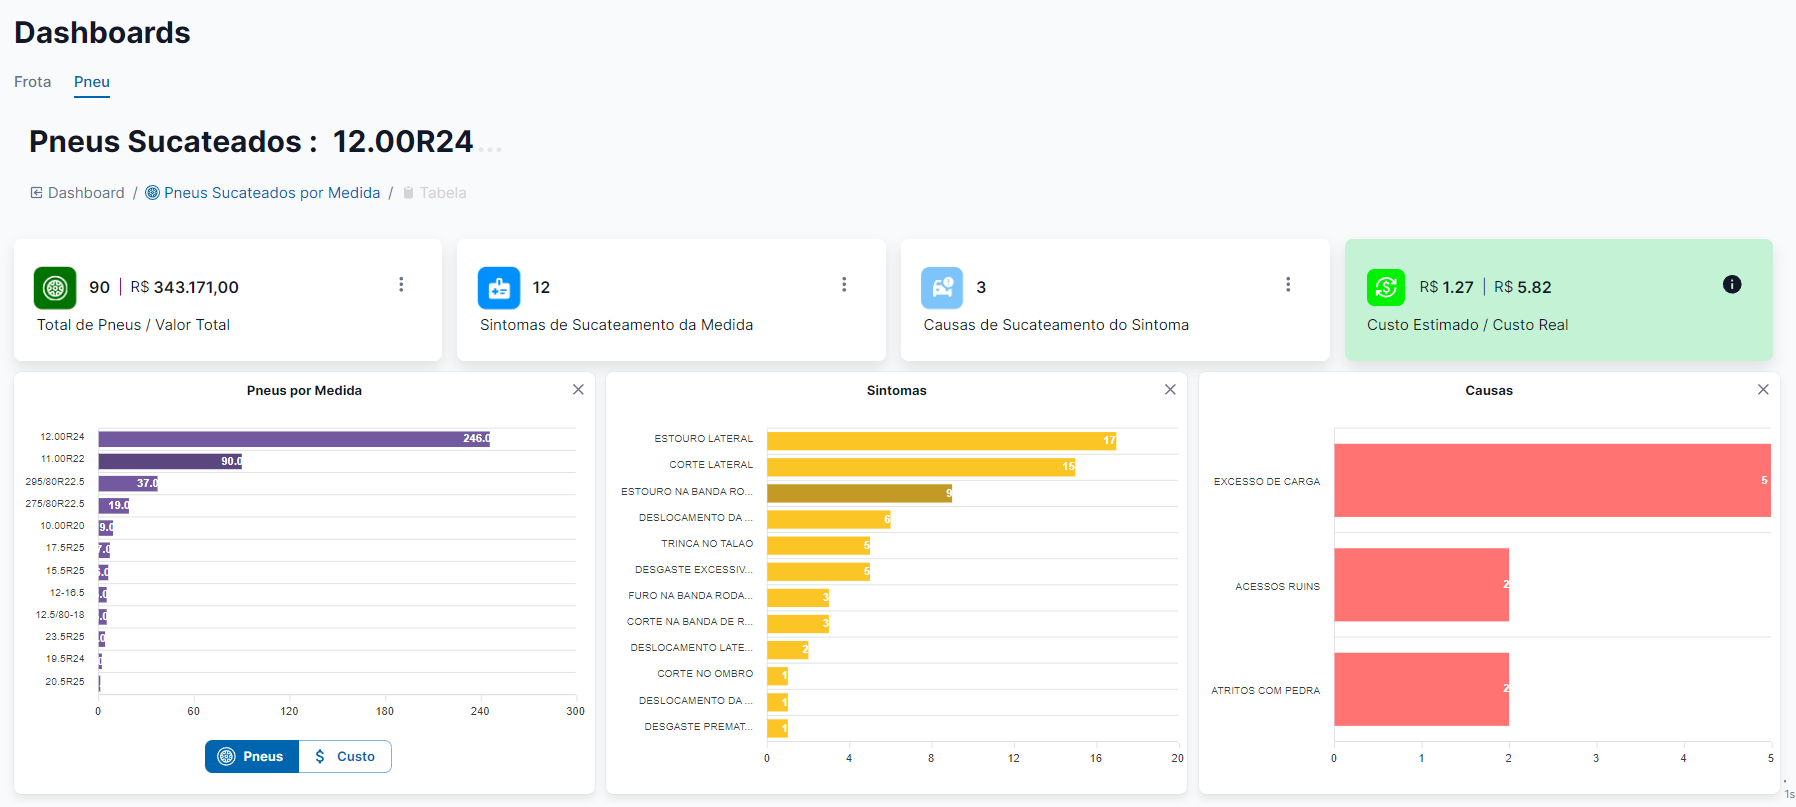 Dashboards
Frota Pneu
Pneus Sucateados : 12.00R24 ...
Dashboard / Pneus Sucateados por Medida / Tabela
90 | R$ 343.171,00
Total de Pneus / Valor Total
12
Sintomas de Sucateamento da Medida
3
Causas de Sucateamento do Sintoma
R$ 1.27 | R$ 5.82
Custo Estimado / Custo Real
Pneus por Medida
12.00R24 246.0
11.00R22 90.0
295/80R22.5 37.0
275/80R22.5 19.0
10.00R20 9.0
17.5R25 7.0
15.5R25
12-16.5
12.5/80-18
23.5R25
19.5R24
20.5R25
0 60 120 180 240 300
Pneus $ Custo
Sintomas
ESTOURO LATERAL 17
CORTE LATERAL 15
ESTOURO NA BANDA RO... 9
DESLOCAMENTO DA ... 6
TRINCA NO TALAO 5
DESGASTE EXCESSIV... 5
FURO NA BANDA RODA... 3
CORTE NA BANDA DE R... 3
DESLOCAMENTO LATE... 2
CORTE NO OMBRO 1
DESLOCAMENTO DA ... 1
DESGASTE PREMAT... 1
0 4 8 12 16 20
Causas
EXCESSO DE CARGA 5
ACESSOS RUINS 2
ATRITOS COM PEDRA 2
0 1 2 3 4 5
1s